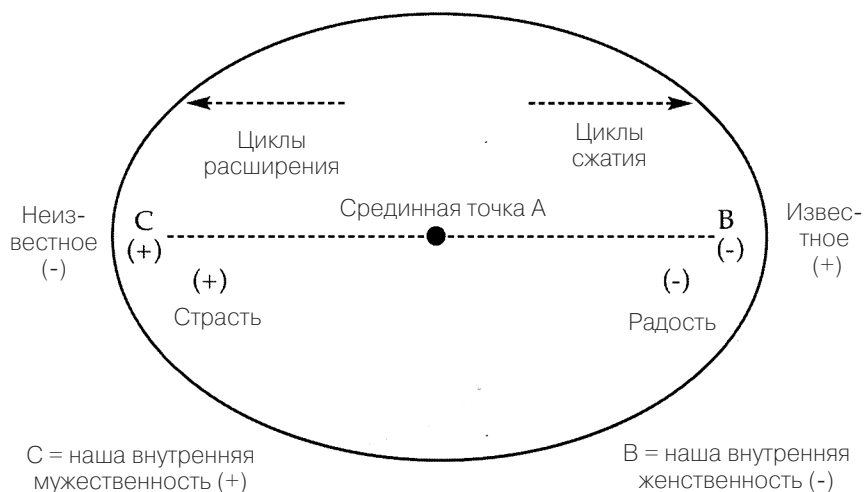 Циклы
расширения
Циклы
сжатия
Неиз-
вестное
(-)
C
(+)
Срединная точка А
B
(-)
Извес-
тное
(+)
(+)
Страсть
(-)
Радость
С = наша внутренняя
мужественность (+)
В = наша внутренняя
женственность (-)